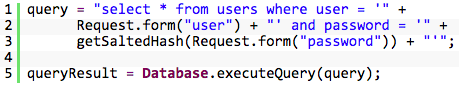 1 query = "select * from users where user = '" +
2 Request.form("user") + "' and password = '" +
3 getSaltedHash(Request.form("password")) + "'";
4
5 queryResult = Database.executeQuery(query);